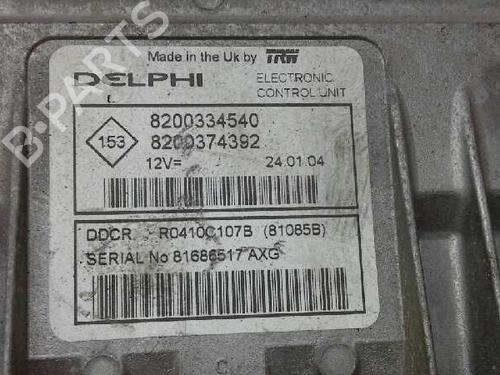 Made in the Uk by TRW
DELPHI
ELECTRONIC
CONTROL UNIT
153
8200334540
8200374392
12V=
24.01.04
DDCR R0410C107B (81085B)
SERIAL No 81686517 AXG
B-PARTS